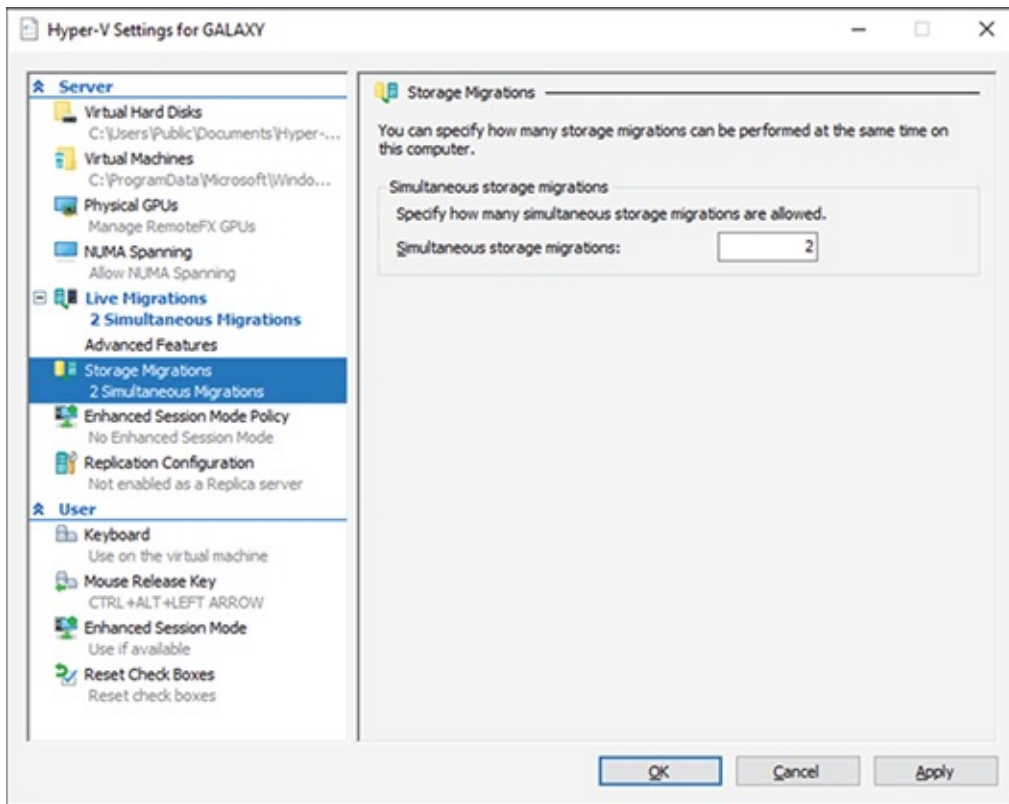 Hyper-V Settings for GALAXY
Server
Virtual Hard Disks
C:\Users\Public\Documents\Hyper-...
Virtual Machines
C:\ProgramData\Microsoft\Windo...
Physical GPUs
Manage RemoteFX GPUs
NUMA Spanning
Allow NUMA Spanning
Live Migrations
2 Simultaneous Migrations
Advanced Features
Storage Migrations
2 Simultaneous Migrations
Enhanced Session Mode Policy
No Enhanced Session Mode
Replication Configuration
Not enabled as a Replica server
User
Keyboard
Use on the virtual machine
Mouse Release Key
CTRL+ALT+LEFT ARROW
Enhanced Session Mode
Use if available
Reset Check Boxes
Reset check boxes
Storage Migrations
You can specify how many storage migrations can be performed at the same time on
this computer.
Simultaneous storage migrations
Specify how many simultaneous storage migrations are allowed.
Simultaneous storage migrations: 2
OK Cancel Apply